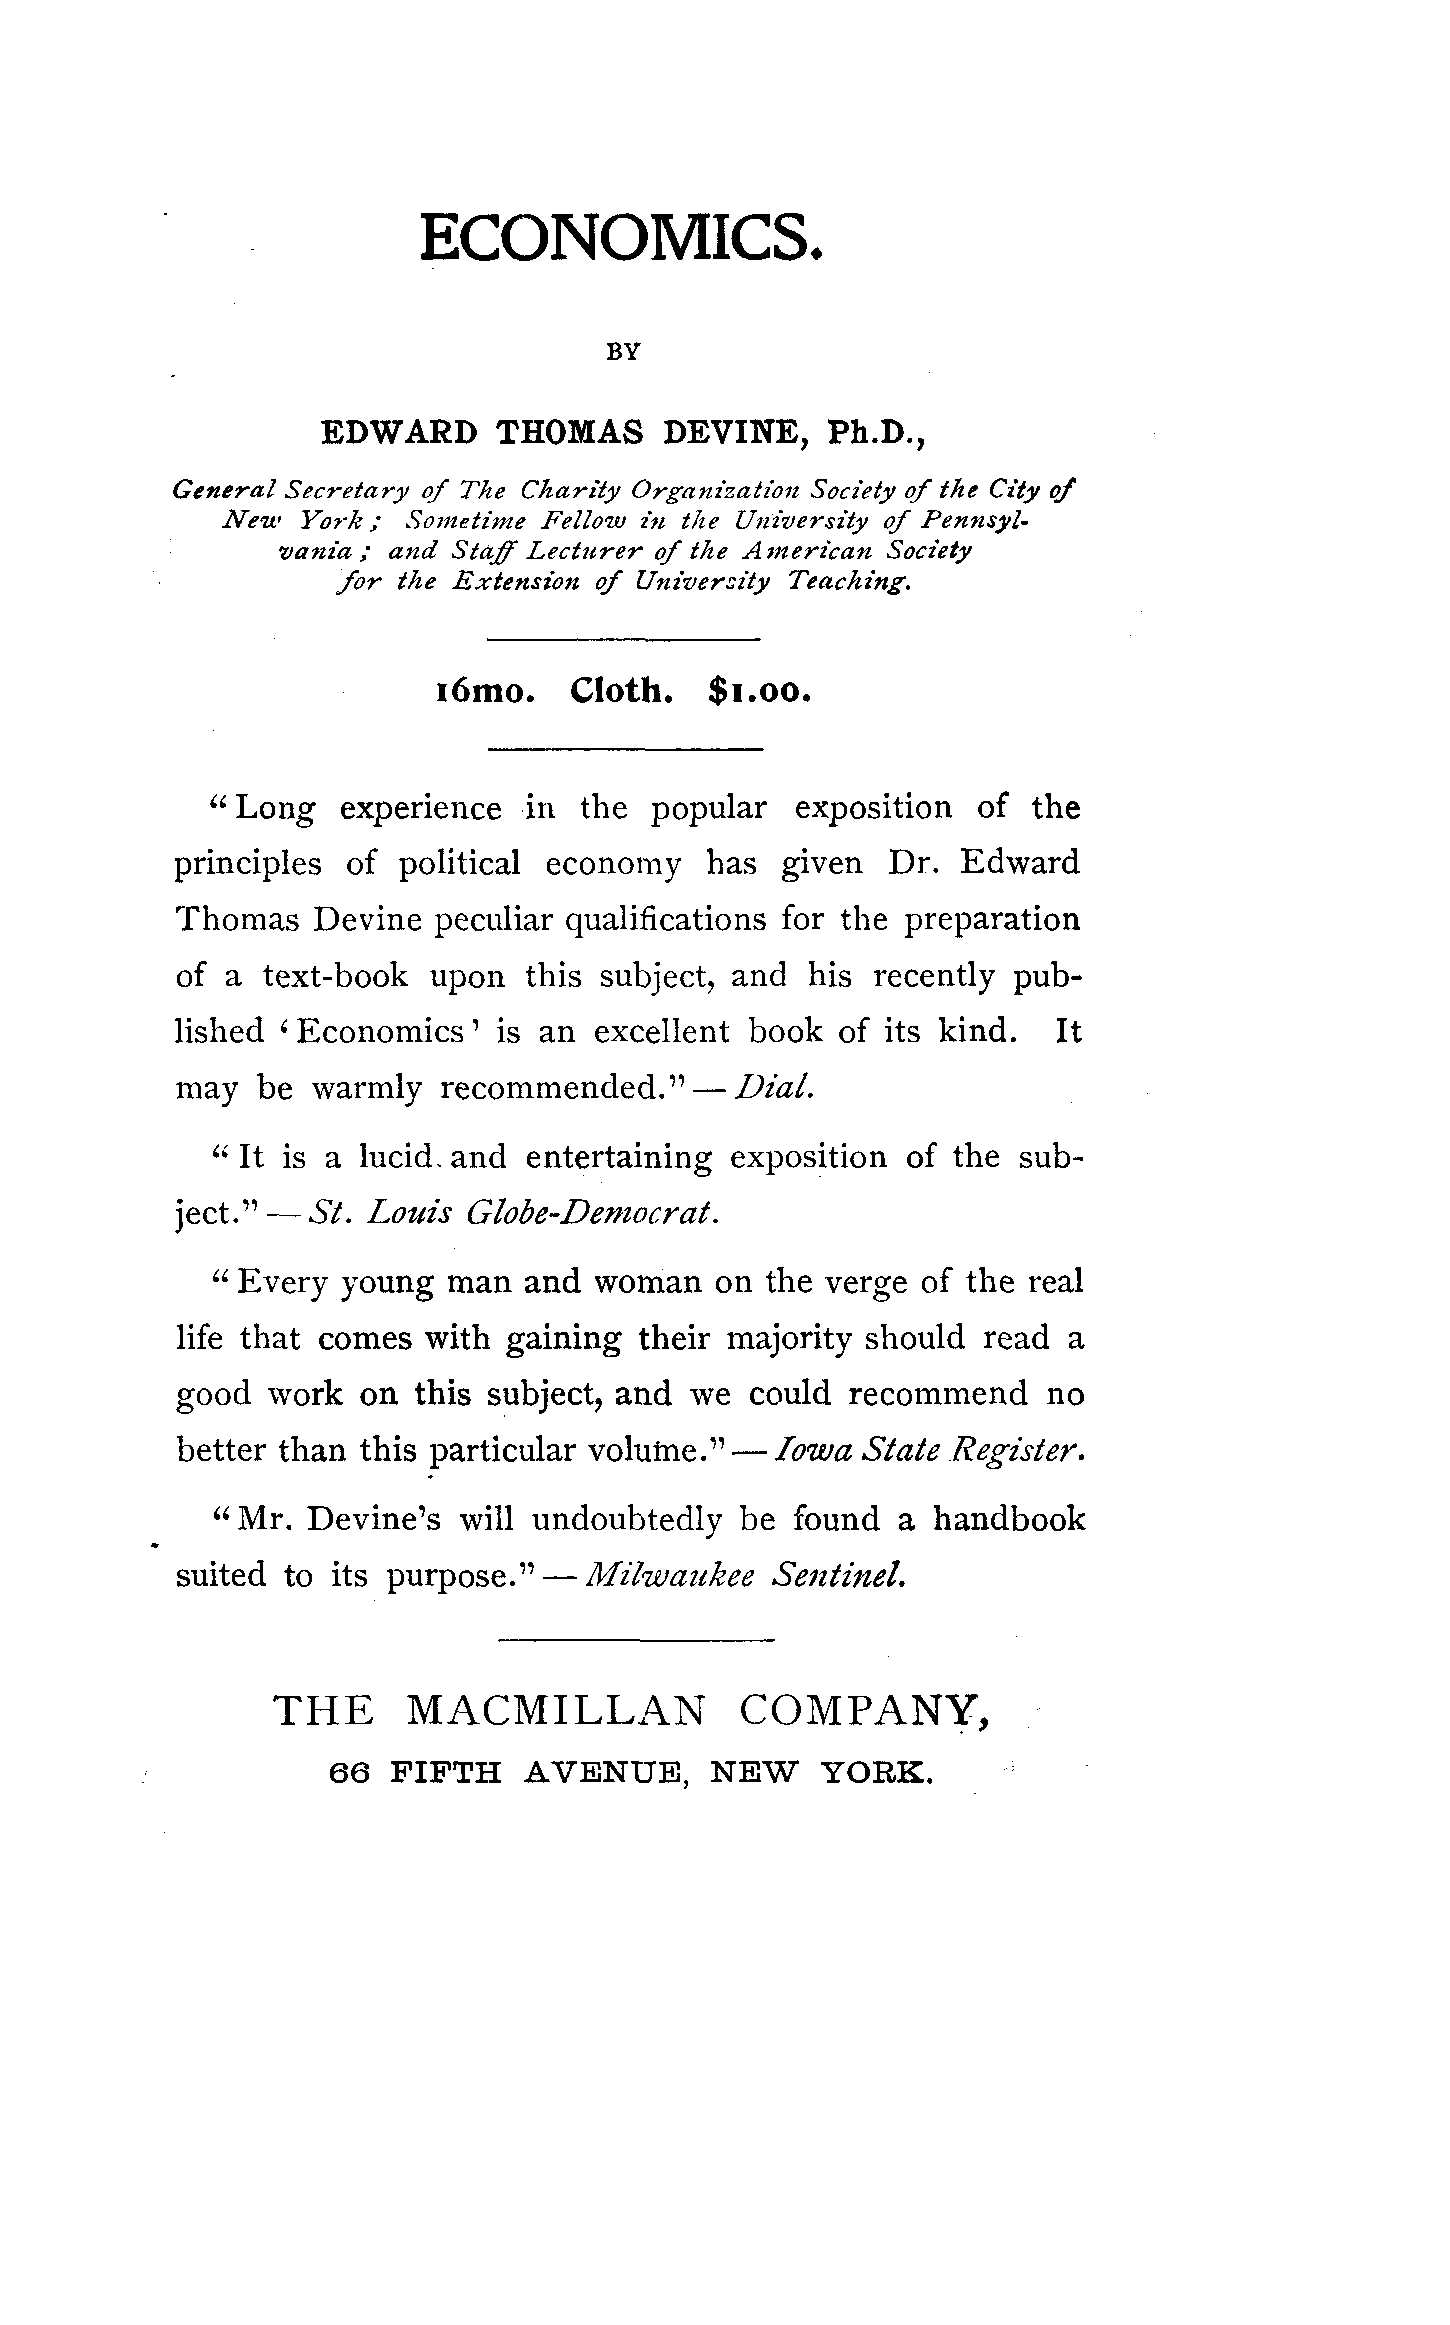 ECONOMICS.
BY
EDWARD THOMAS DEVINE, Ph.D.,
General Secretary of The Charity Organization Society of the City of
New York; Sometime Fellow in the University of Pennsyl-
vania; and Staff Lecturer of the American Society
for the Extension of University Teaching.
16mo. Cloth. $1.00.
“Long experience in the popular exposition of the
principles of political economy has given Dr. Edward
Thomas Devine peculiar qualifications for the preparation
of a text-book upon this subject, and his recently pub-
lished ‘Economics’ is an excellent book of its kind. It
may be warmly recommended.” — Dial.
“It is a lucid and entertaining exposition of the sub-
ject.” — St. Louis Globe-Democrat.
“Every young man and woman on the verge of the real
life that comes with gaining their majority should read a
good work on this subject, and we could recommend no
better than this particular volume.” — Iowa State Register.
“Mr. Devine’s will undoubtedly be found a handbook
suited to its purpose.” — Milwaukee Sentinel.
THE MACMILLAN COMPANY,
66 FIFTH AVENUE, NEW YORK.